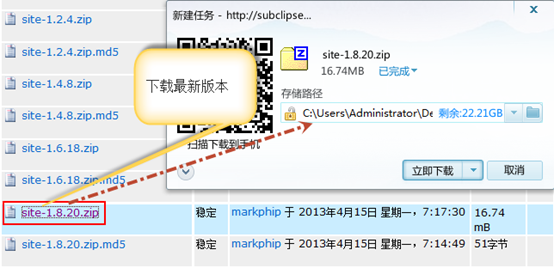 site-1.2.4.zip
site-1.2.4.zip.md5
site-1.4.8.zip
site-1.4.8.zip.md5
site-1.6.18.zip
site-1.6.18.zip.md5
site-1.8.20.zip 稳定 markphip 于 2013年4月15日 星期一，7:17:30 16.74 mB
site-1.8.20.zip.md5 稳定 markphip 于 2013年4月15日 星期一，7:14:49 51字节
下载最新版本
新建任务 - http://subclipse...
site-1.8.20.zip
16.74MB 已完成
存储路径
C:\Users\Administrator\De 剩余:22.21GB
扫描下载到手机
立即下载 取消